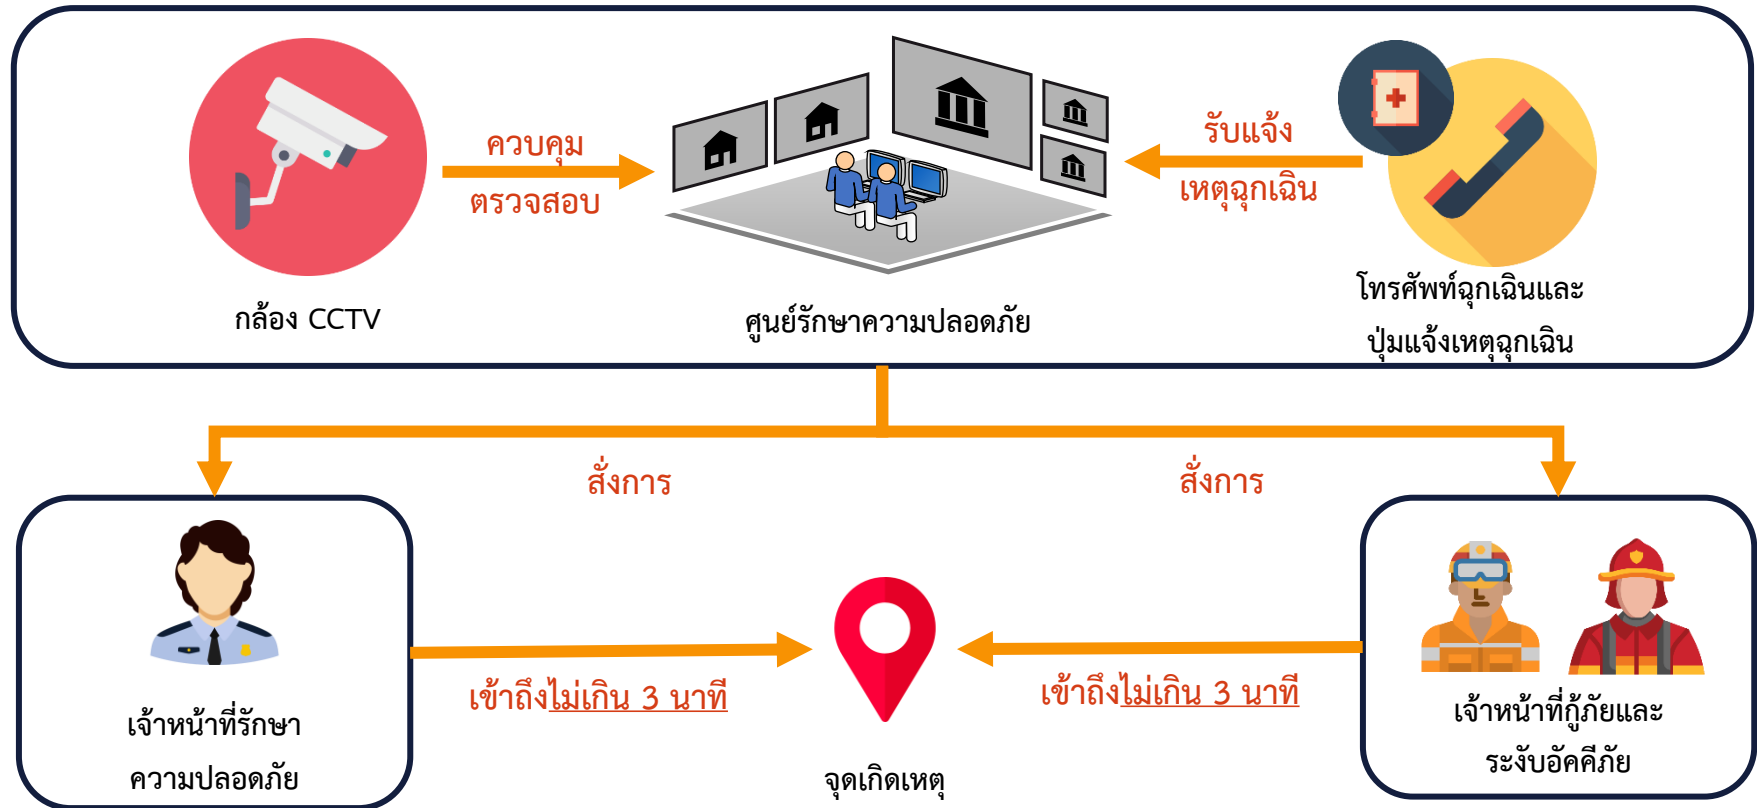 ควบคุม
ตรวจสอบ
รับแจ้ง
เหตุฉุกเฉิน
กล้อง CCTV
ศูนย์รักษาความปลอดภัย
โทรศัพท์ฉุกเฉินและ
ปุ่มแจ้งเหตุฉุกเฉิน
สั่งการ
สั่งการ
เข้าถึงไม่เกิน 3 นาที
เข้าถึงไม่เกิน 3 นาที
เจ้าหน้าที่รักษา
ความปลอดภัย
จุดเกิดเหตุ
เจ้าหน้าที่กู้ภัยและ
ระงับอัคคีภัย